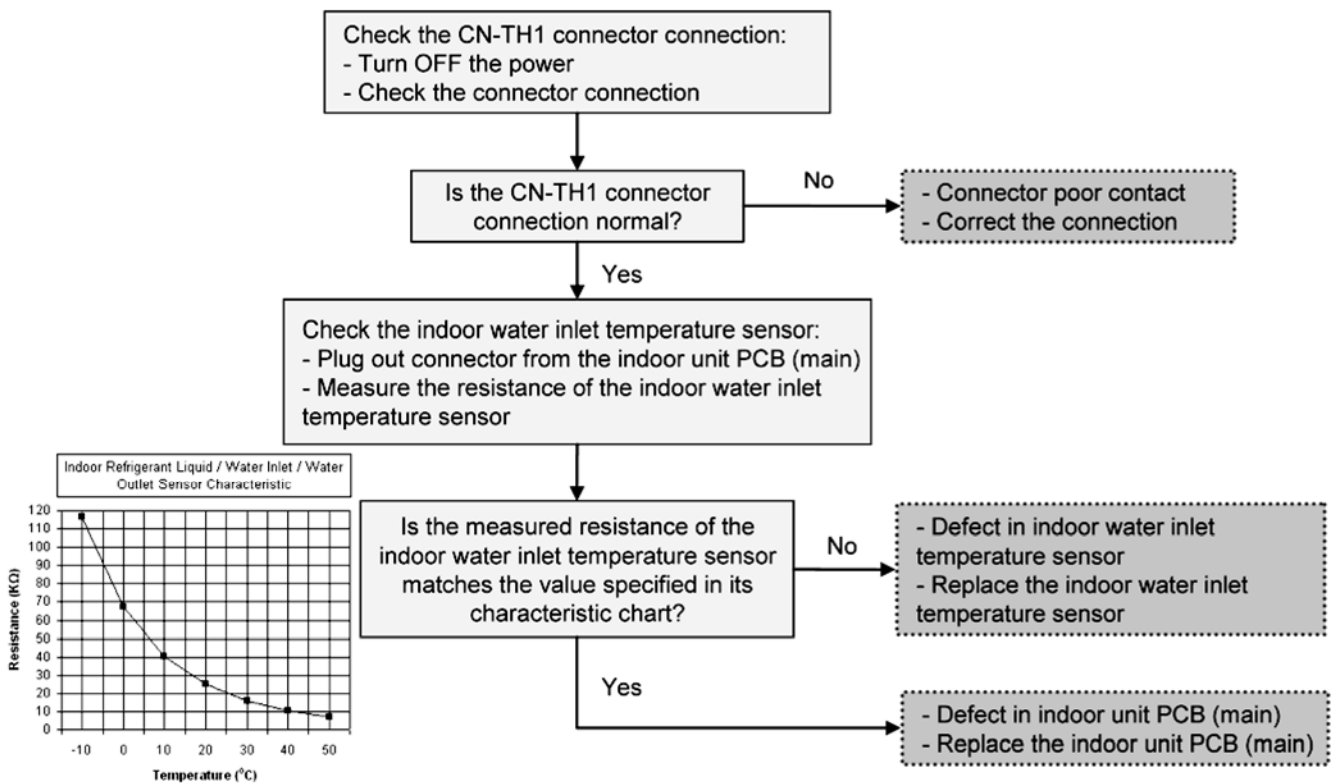 Check the CN-TH1 connector connection:
- Turn OFF the power
- Check the connector connection
Is the CN-TH1 connector
connection normal?
No
- Connector poor contact
- Correct the connection
Yes
Check the indoor water inlet temperature sensor:
- Plug out connector from the indoor unit PCB (main)
- Measure the resistance of the indoor water inlet
temperature sensor
Indoor Refrigerant Liquid / Water Inlet / Water
Outlet Sensor Characteristic
Resistance (KΩ)
120
110
100
90
80
70
60
50
40
30
20
10
0
-10 0 10 20 30 40 50
Temperature (⁰C)
Is the measured resistance of the
indoor water inlet temperature sensor
matches the value specified in its
characteristic chart?
No
- Defect in indoor water inlet
temperature sensor
- Replace the indoor water inlet
temperature sensor
Yes
- Defect in indoor unit PCB (main)
- Replace the indoor unit PCB (main)